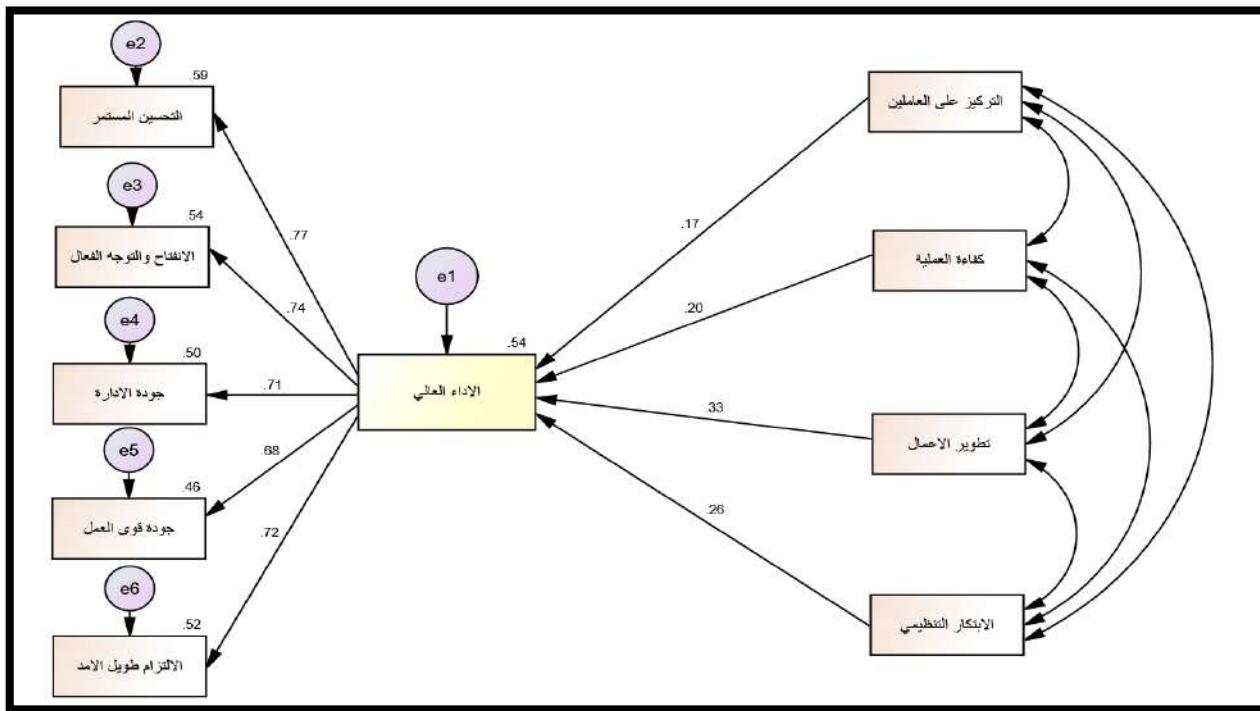 e2
.59
التحسين المستمر
e3
.54
الانفتاح والتوجه الفعال
e4
.50
جودة الادارة
e5
.46
جودة قوى العمل
e6
.52
الالتزام طويل الامد
.77
.74
.71
.68
.72
e1
.54
الاداء العالي
.17
.20
.33
.26
التركيز على العاملين
كفاءة العملية
تطوير الاعمال
الابتكار التنظيمي